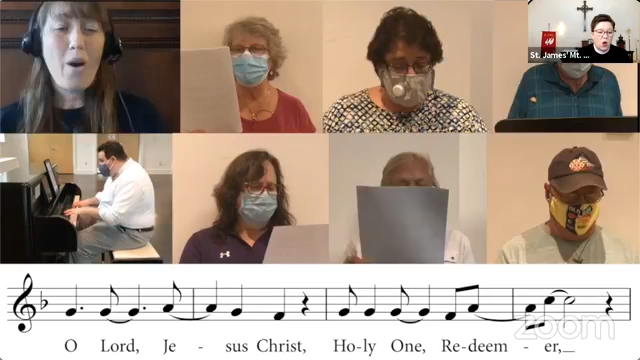 St. James' Mt. ...
O Lord, Je - sus Christ, Ho-ly One, Re-deem - er,_
zoom